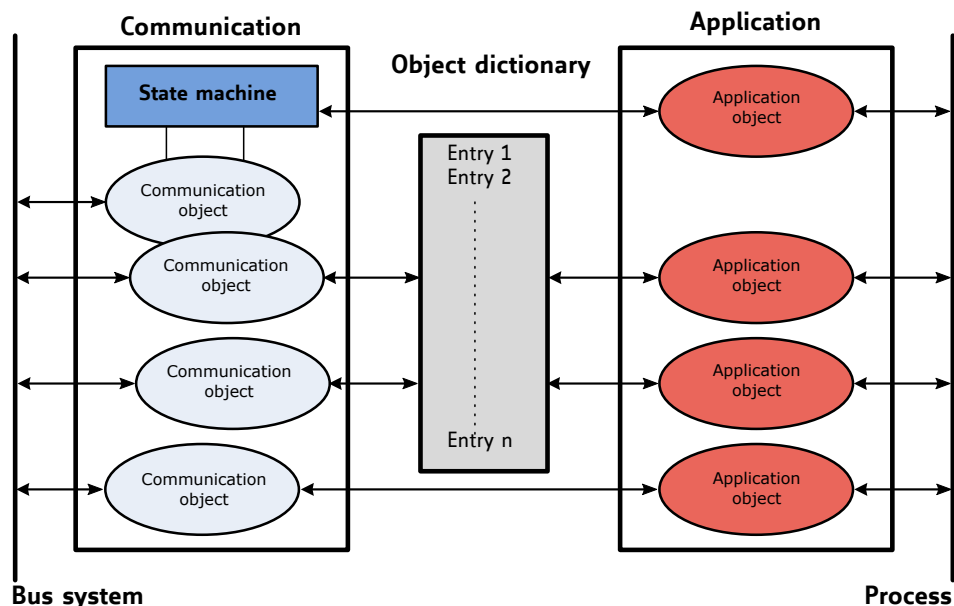 Communication
Application
Object dictionary
State machine
Application
object
Entry 1
Entry 2
Communication
object
Communication
object
Application
object
Communication
object
Application
object
Entry n
Communication
object
Application
object
Bus system
Process